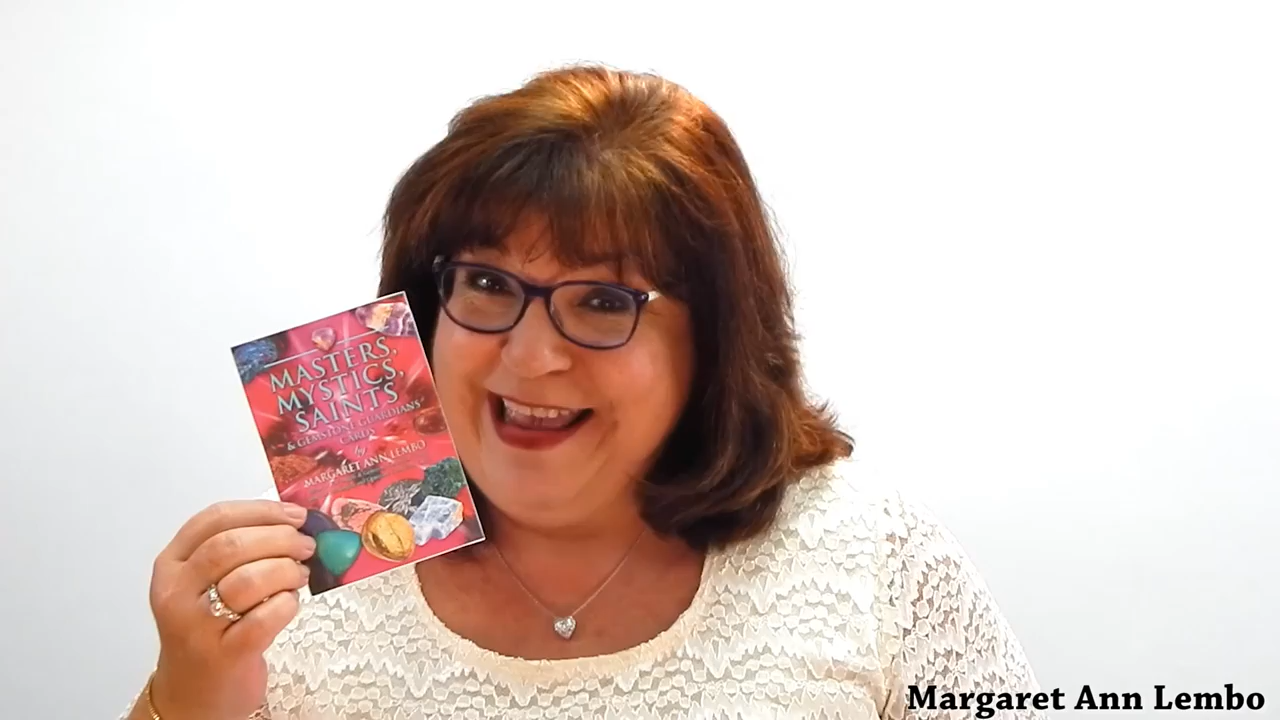 MASTERS,
MYSTICS,
SAINTS
& GEMSTONE GUARDIANS
CARDS
by
MARGARET ANN LEMBO
Margaret Ann Lembo